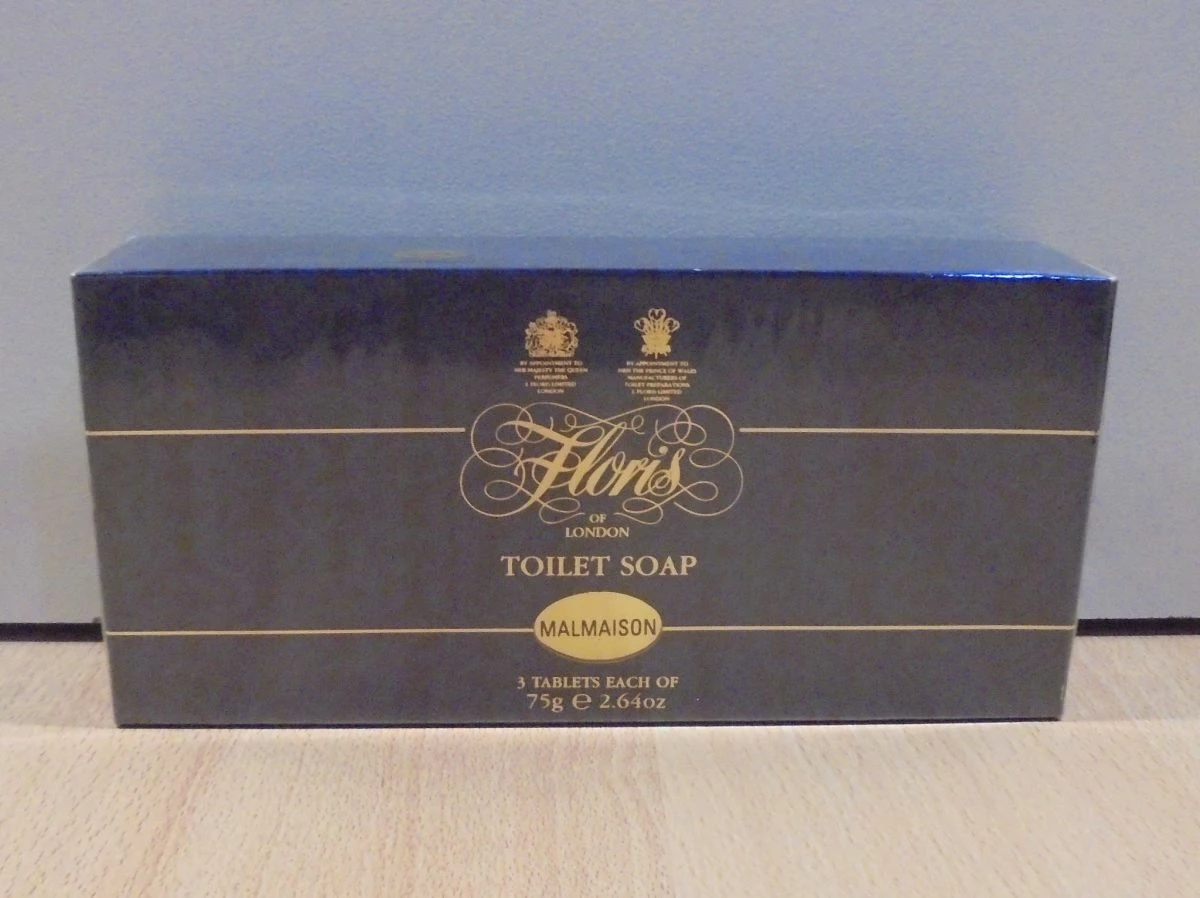 BY APPOINTMENT TO
HER MAJESTY THE QUEEN
PERFUMERS
J. FLORIS LIMITED
LONDON
BY APPOINTMENT TO
HRH THE PRINCE OF WALES
MANUFACTURERS OF
TOILET PREPARATIONS
J. FLORIS LIMITED
LONDON
Floris
OF
LONDON
TOILET SOAP
MALMAISON
3 TABLETS EACH OF
75g ℮ 2.64oz